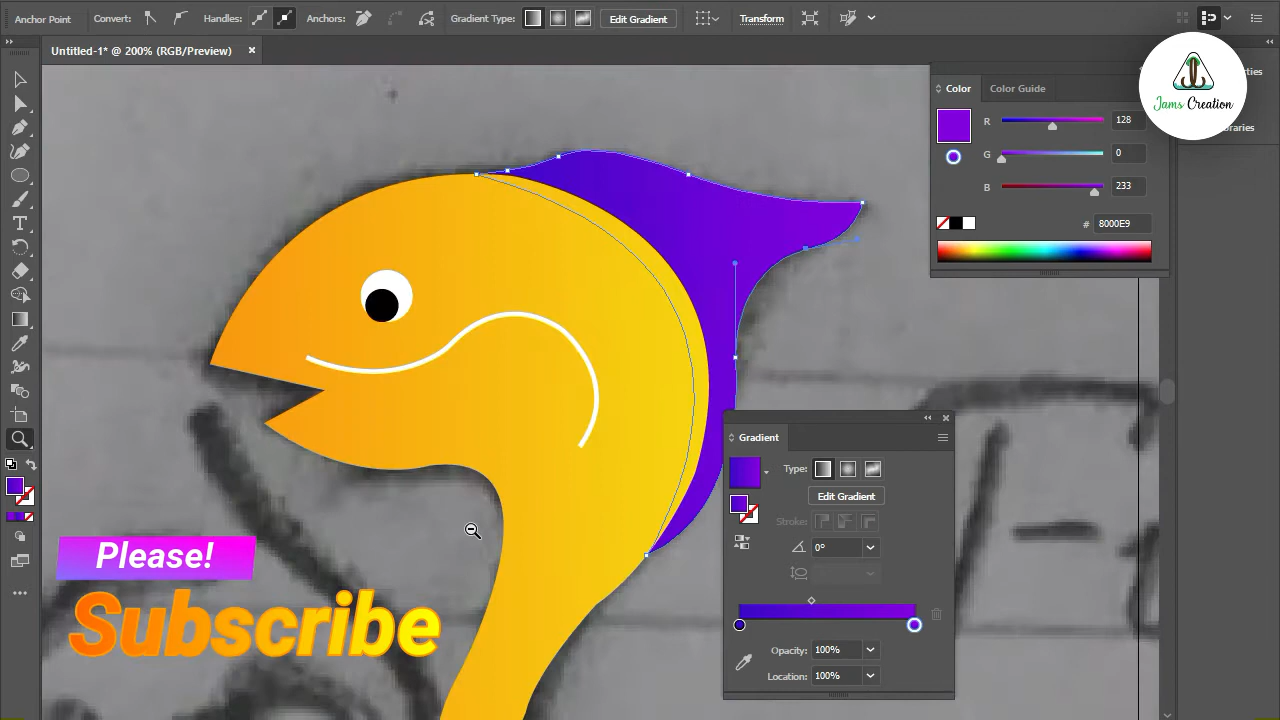 Anchor Point
Convert:
Handles:
Anchors:
Gradient Type:
Edit Gradient
Transform
Untitled-1* @ 200% (RGB/Preview)
Color
Color Guide
R
128
G
0
B
233
#
8000E9
Jams Creation
Gradient
Type:
Edit Gradient
Stroke:
0°
Opacity:
100%
Location:
100%
Please!
Subscribe